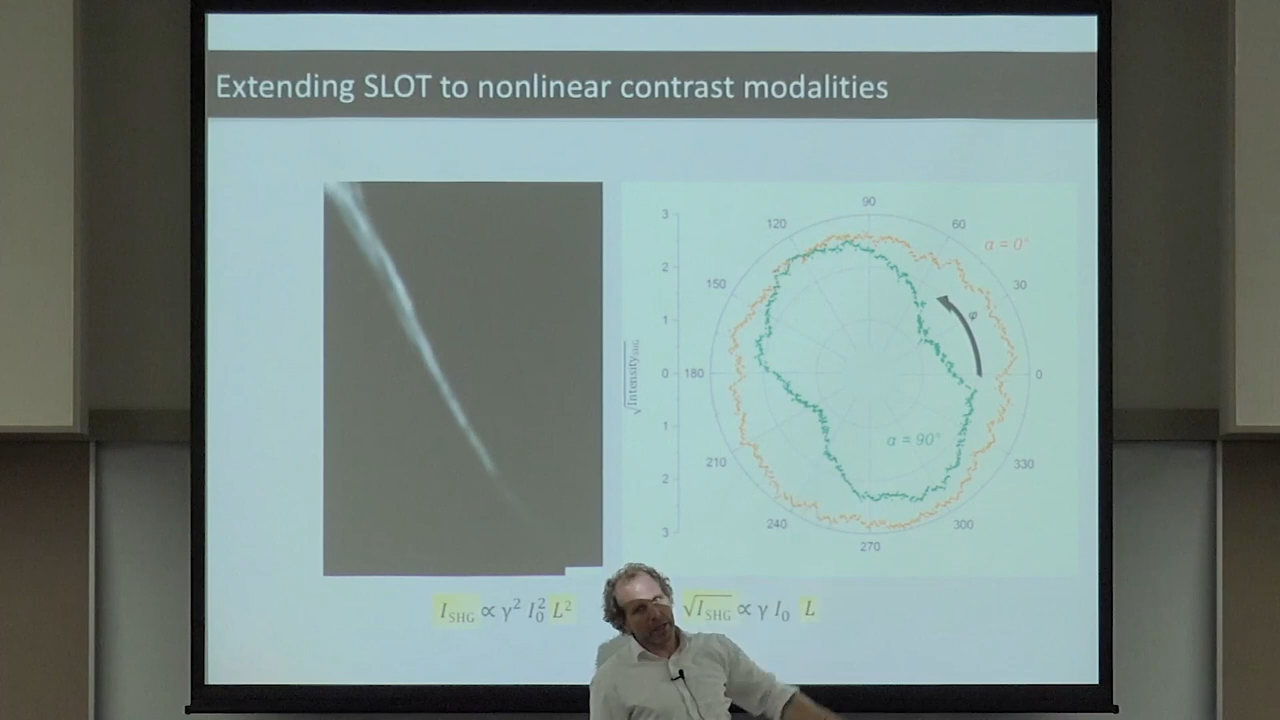 Extending SLOT to nonlinear contrast modalities
3
2
1
0
1
2
3
√Intensity_SHG
90
120
60
α = 0°
150
30
φ
180
0
α = 90°
210
330
240
300
270
I_SHG ∝ γ² I₀² L²
√I_SHG ∝ γ I₀ L